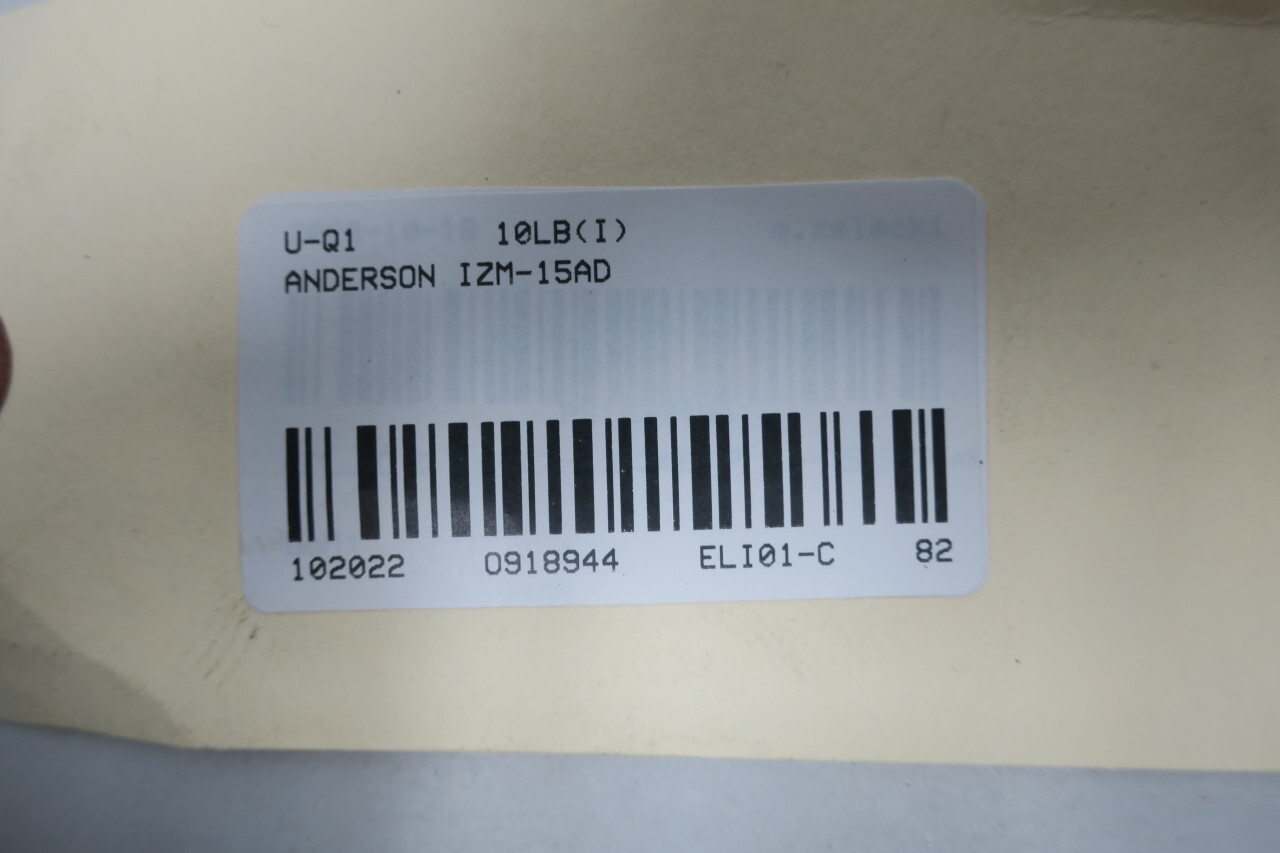 U-Q1 10LB(I)
ANDERSON IZM-15AD
102022 0918944 ELI01-C 82